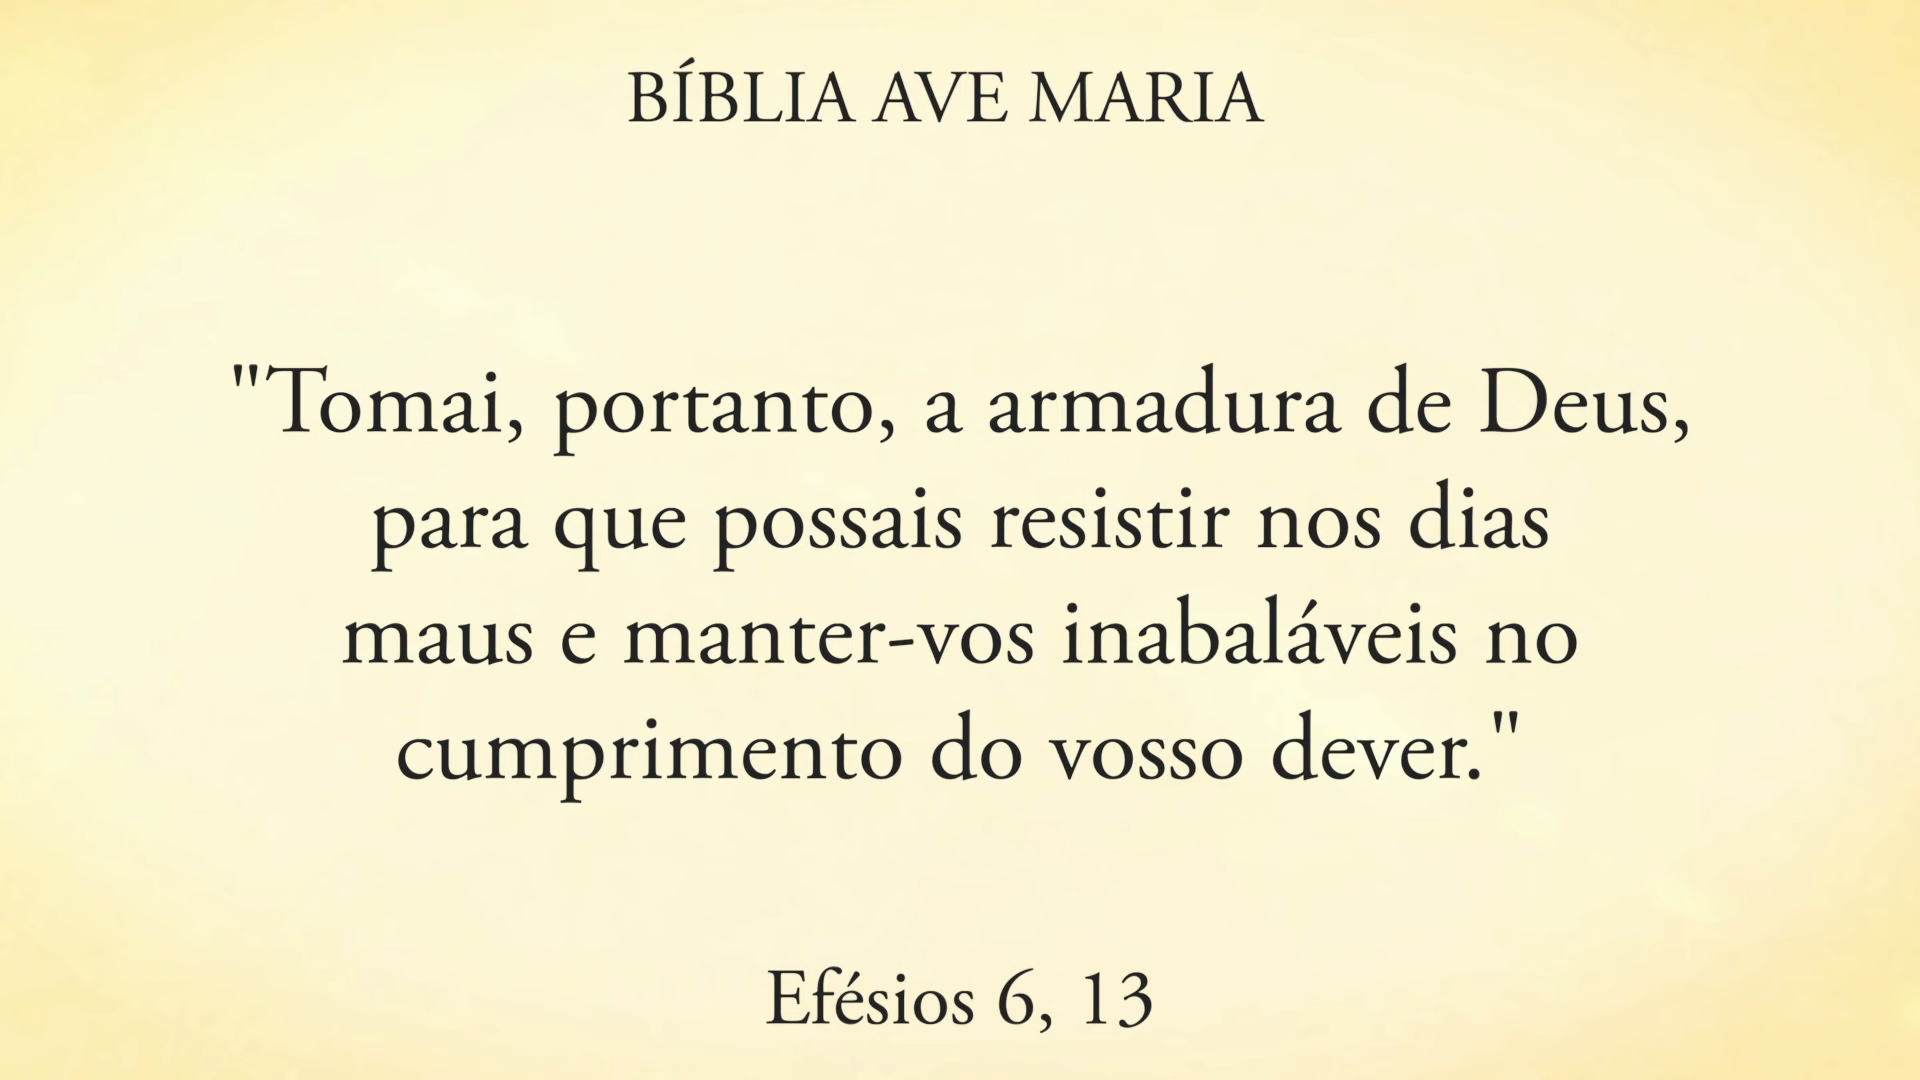 BÍBLIA AVE MARIA
"Tomai, portanto, a armadura de Deus,
para que possais resistir nos dias
maus e manter-vos inabaláveis no
cumprimento do vosso dever."
Efésios 6, 13